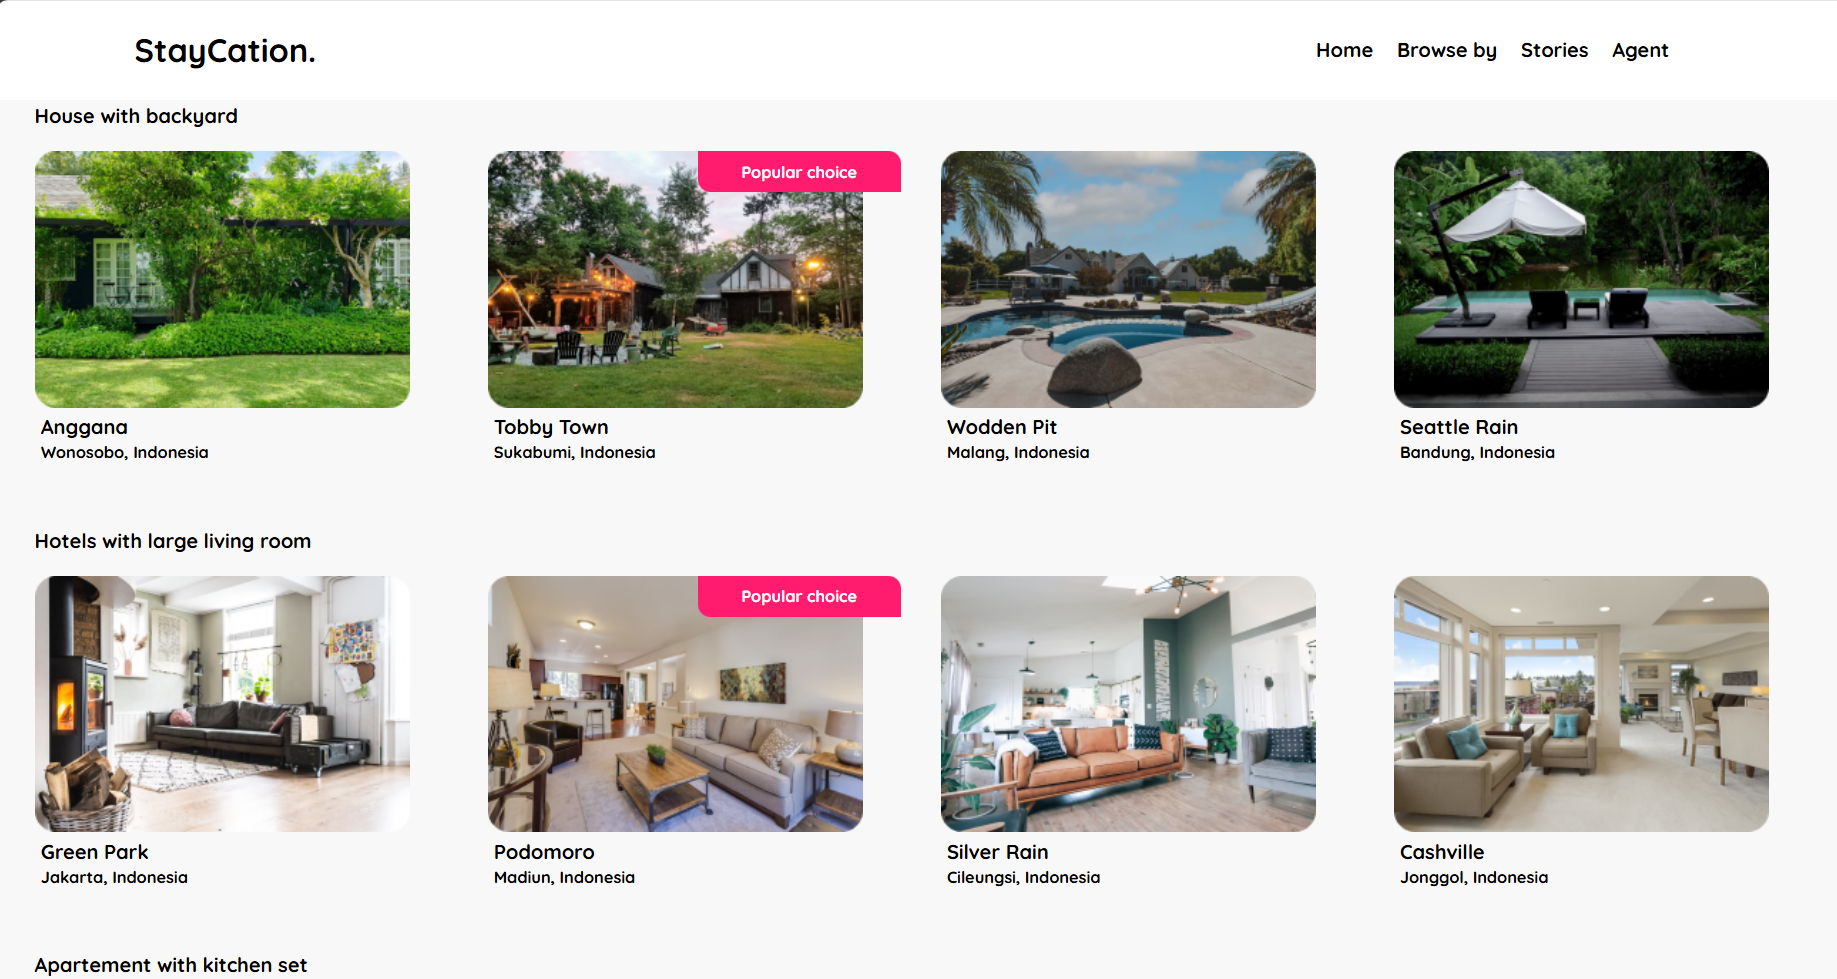 StayCation.
Home Browse by Stories Agent
House with backyard
Popular choice
Anggana
Wonosobo, Indonesia
Tobby Town
Sukabumi, Indonesia
Wodden Pit
Malang, Indonesia
Seattle Rain
Bandung, Indonesia
Hotels with large living room
Popular choice
Green Park
Jakarta, Indonesia
Podomoro
Madiun, Indonesia
Silver Rain
Cileungsi, Indonesia
Cashville
Jonggol, Indonesia
Apartement with kitchen set